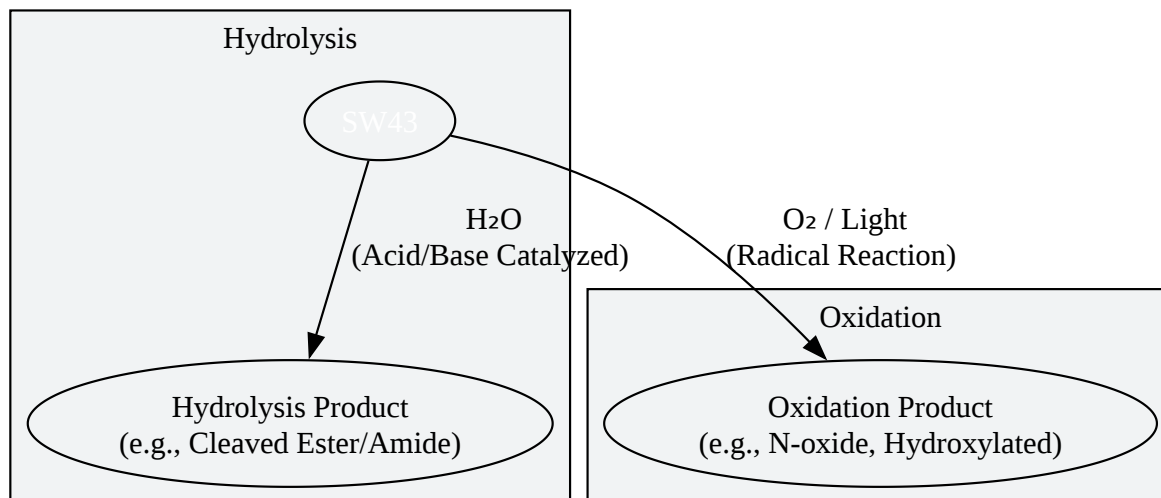 Hydrolysis
SW43
H₂O
(Acid/Base Catalyzed)
O₂ / Light
(Radical Reaction)
Oxidation
Hydrolysis Product
(e.g., Cleaved Ester/Amide)
Oxidation Product
(e.g., N-oxide, Hydroxylated)